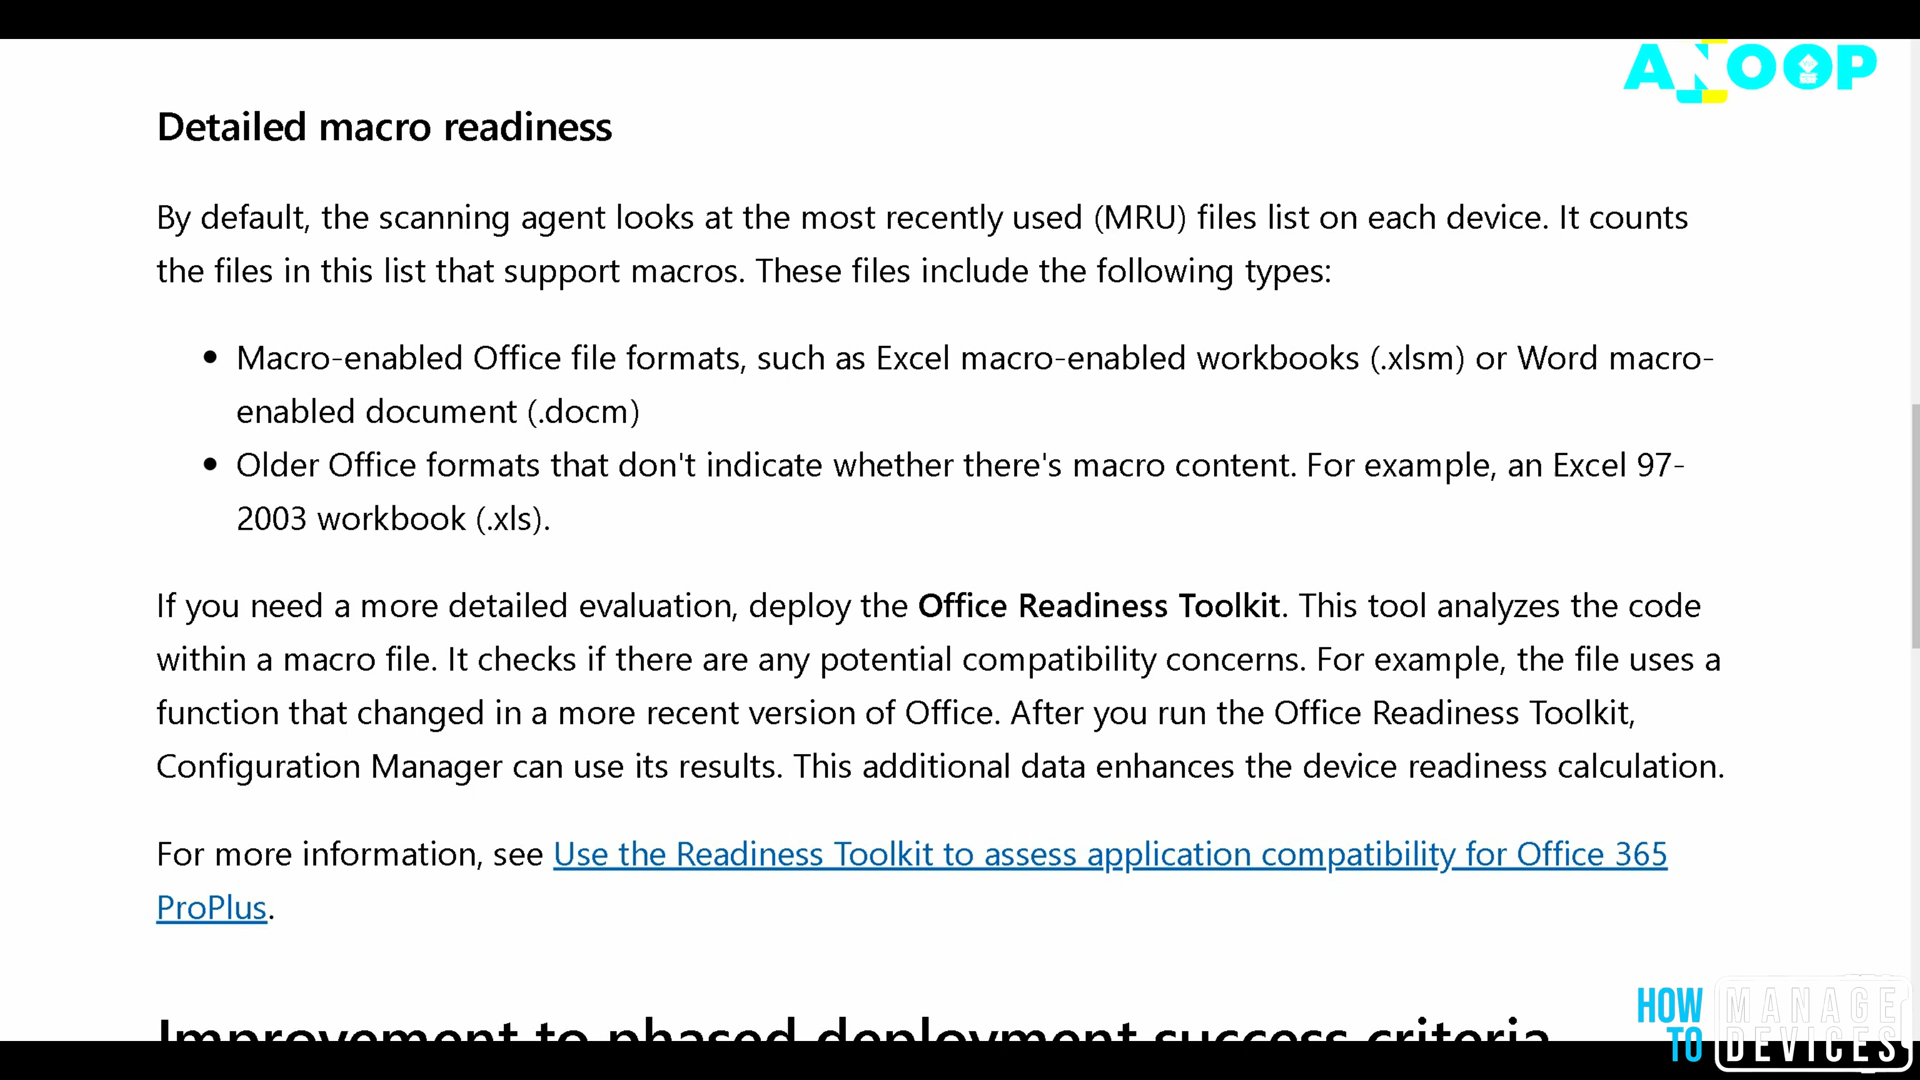 ANOOP
Detailed macro readiness
By default, the scanning agent looks at the most recently used (MRU) files list on each device. It counts
the files in this list that support macros. These files include the following types:
• Macro-enabled Office file formats, such as Excel macro-enabled workbooks (.xlsm) or Word macro-
enabled document (.docm)
• Older Office formats that don't indicate whether there's macro content. For example, an Excel 97-
2003 workbook (.xls).
If you need a more detailed evaluation, deploy the Office Readiness Toolkit. This tool analyzes the code
within a macro file. It checks if there are any potential compatibility concerns. For example, the file uses a
function that changed in a more recent version of Office. After you run the Office Readiness Toolkit,
Configuration Manager can use its results. This additional data enhances the device readiness calculation.
For more information, see Use the Readiness Toolkit to assess application compatibility for Office 365
ProPlus.
Improvement to phased deployment success criteria
HOW TO
MANAGE
DEVICES